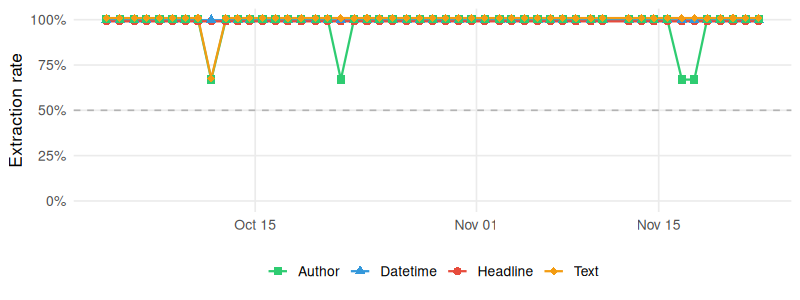 Extraction rate
100%
75%
50%
25%
0%
Oct 15
Nov 01
Nov 15
Author
Datetime
Headline
Text